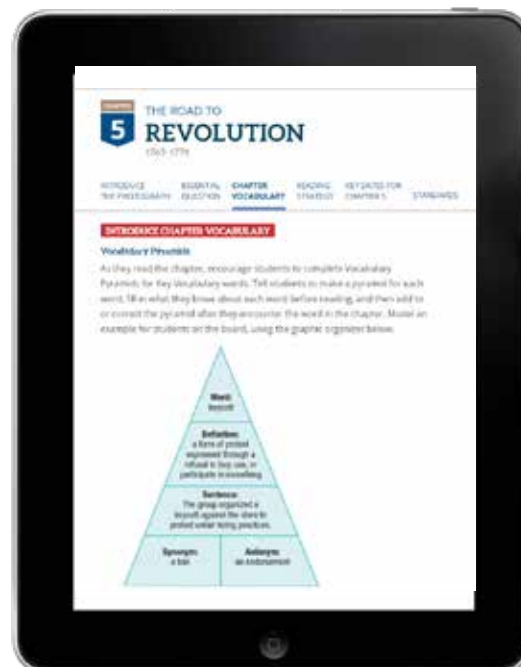 CHAPTER
5
THE ROAD TO
REVOLUTION
1763–1776
INTRODUCE ESSENTIAL CHAPTER READING KEY DATES FOR
THE PHOTOGRAPH QUESTION VOCABULARY STRATEGY CHAPTER 5 STANDARDS
INTRODUCE CHAPTER VOCABULARY
Vocabulary Pyramids
As they read the chapter, encourage students to complete Vocabulary
Pyramids for Key Vocabulary words. Tell students to make a pyramid for each
word, fill in what they know about each word before reading, and then add to
or correct the pyramid after they encounter the word in the chapter. Model an
example for students on the board, using the graphic organizer below.
Word:
boycott
Definition:
a form of protest
expressed through a
refusal to buy, use, or
participate in something
Sentence:
The group organized a
boycott against the store to
protest unfair hiring practices.
Synonym:
a ban
Antonym:
an endorsement